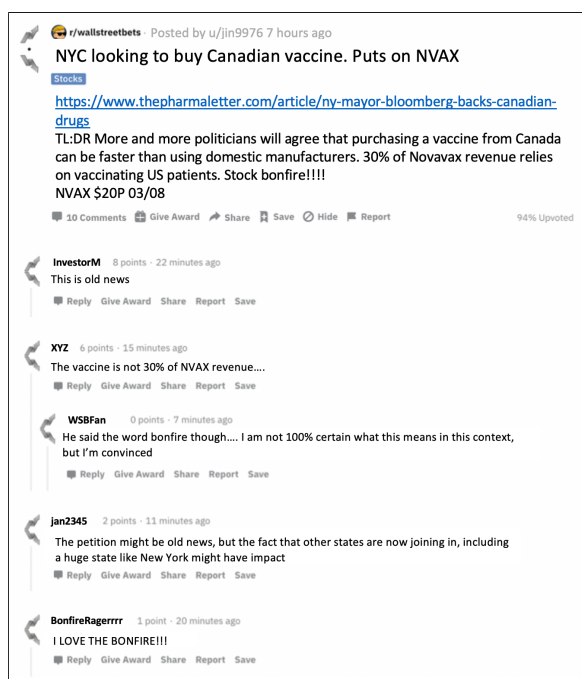 r/wallstreetbets · Posted by u/jin9976 7 hours ago
NYC looking to buy Canadian vaccine. Puts on NVAX
Stocks
https://www.thepharmaletter.com/article/ny-mayor-bloomberg-backs-canadian-
drugs
TL:DR More and more politicians will agree that purchasing a vaccine from Canada
can be faster than using domestic manufacturers. 30% of Novavax revenue relies
on vaccinating US patients. Stock bonfire!!!!
NVAX $20P 03/08
10 Comments Give Award Share Save Hide Report 94% Upvoted
InvestorM 8 points · 22 minutes ago
This is old news
Reply Give Award Share Report Save
XYZ 6 points · 15 minutes ago
The vaccine is not 30% of NVAX revenue....
Reply Give Award Share Report Save
WSBFan 0 points · 7 minutes ago
He said the word bonfire though.... I am not 100% certain what this means in this context,
but I'm convinced
Reply Give Award Share Report Save
jan2345 2 points · 11 minutes ago
The petition might be old news, but the fact that other states are now joining in, including
a huge state like New York might have impact
Reply Give Award Share Report Save
BonfireRagerrrr 1 point · 20 minutes ago
I LOVE THE BONFIRE!!!
Reply Give Award Share Report Save